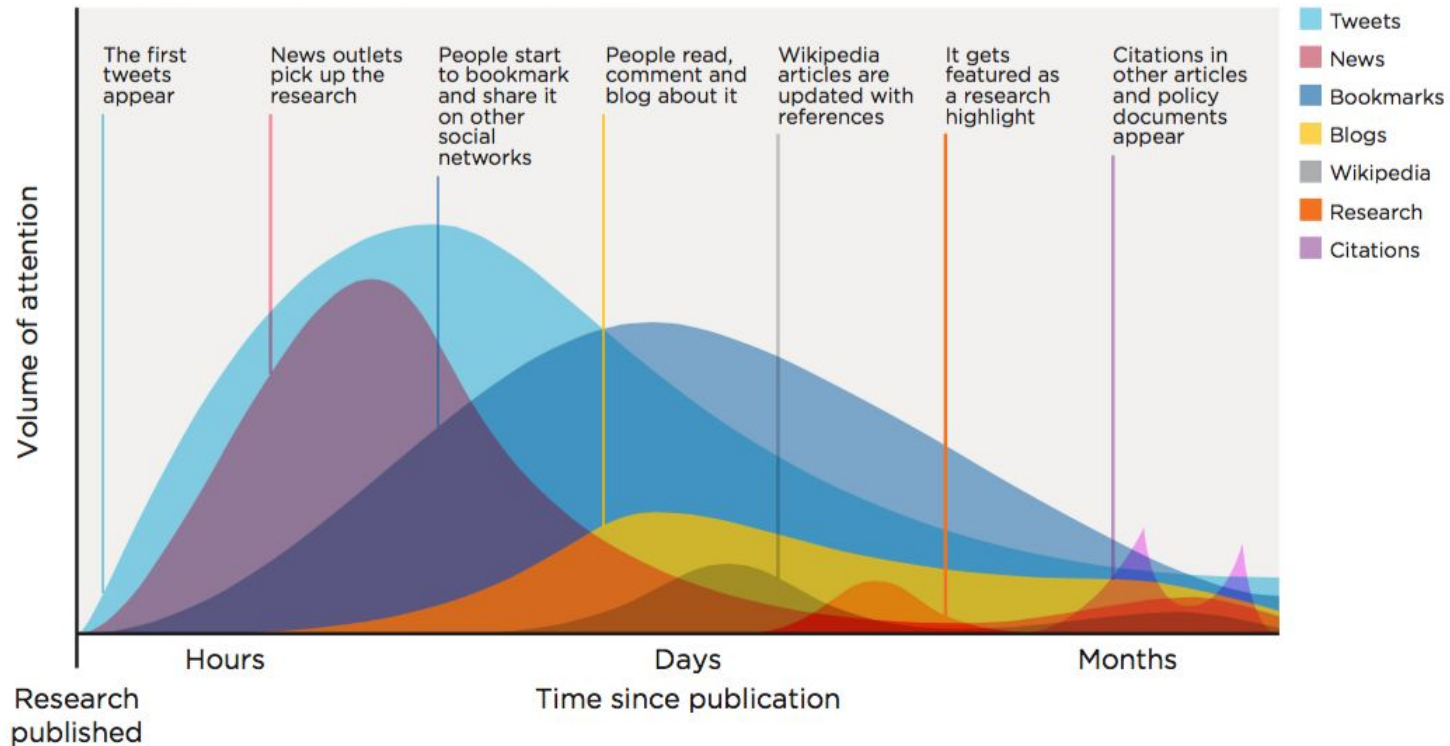 The first
tweets
appear
News outlets
pick up the
research
People start
to bookmark
and share it
on other
social
networks
People read,
comment and
blog about it
Wikipedia
articles are
updated with
references
It gets
featured as
a research
highlight
Citations in
other articles
and policy
documents
appear
Tweets
News
Bookmarks
Blogs
Wikipedia
Research
Citations
Volume of attention
Hours
Days
Months
Research
published
Time since publication